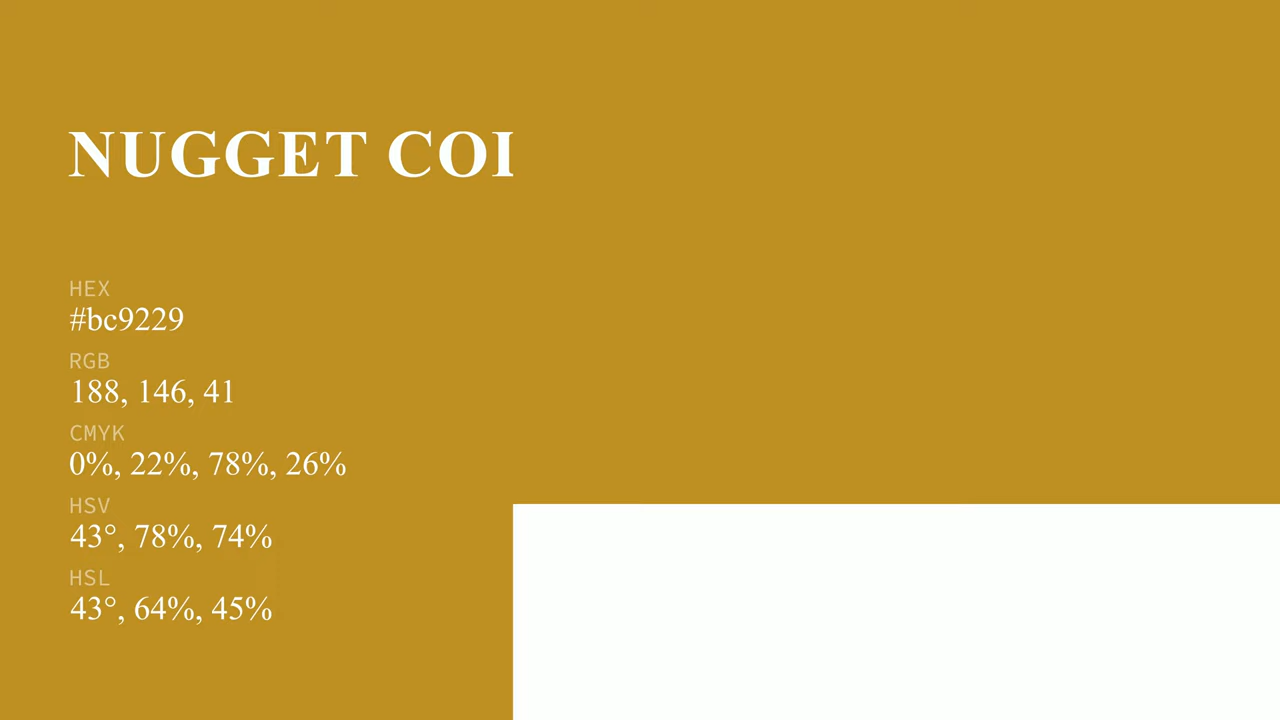 NUGGET COI
HEX
#bc9229
RGB
188, 146, 41
CMYK
0%, 22%, 78%, 26%
HSV
43°, 78%, 74%
HSL
43°, 64%, 45%